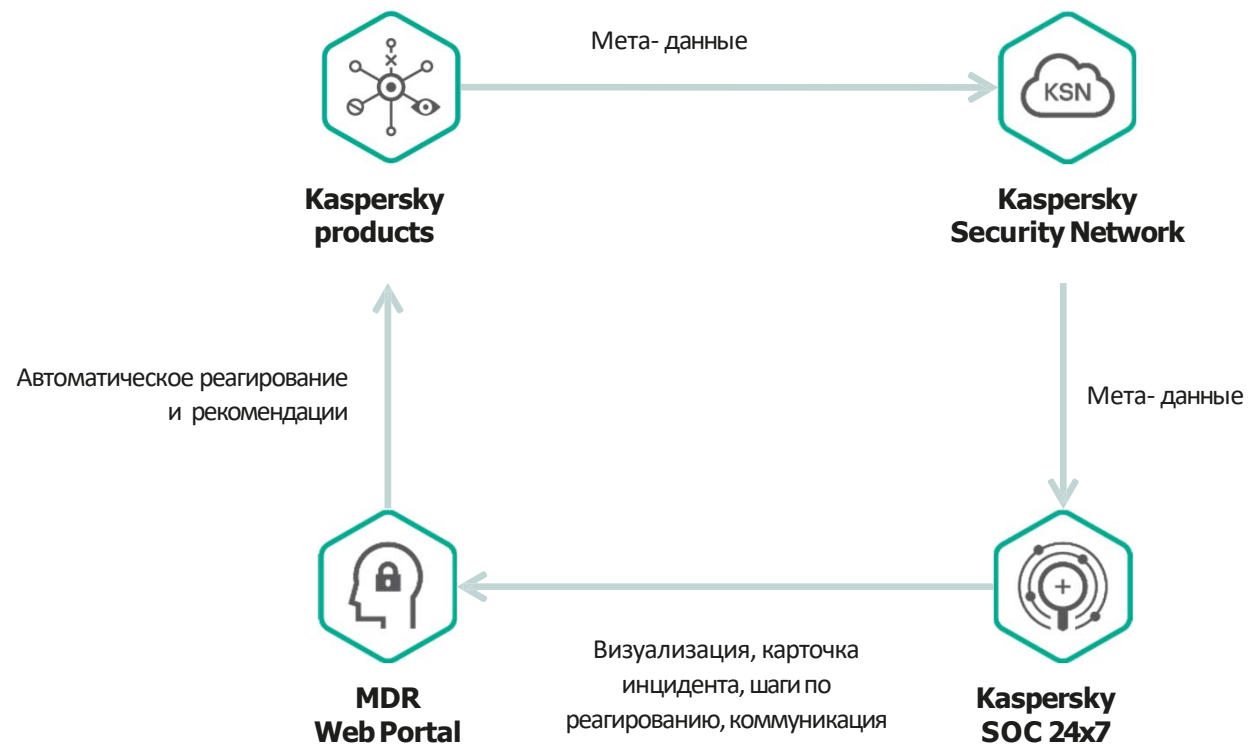 Мета- данные
KSN
Kaspersky
products
Kaspersky
Security Network
Автоматическое реагирование
и рекомендации
Мета- данные
Визуализация, карточка
инцидента, шаги по
реагированию, коммуникация
MDR
Web Portal
Kaspersky
SOC 24x7